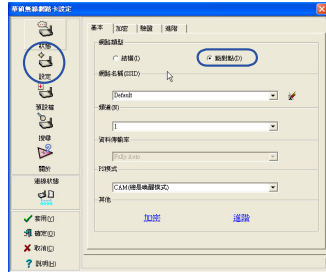 華碩無線網路卡設定
狀態
設定
預設檔
搜尋
關於
連線狀態
套用(Y)
確定(O)
取消(C)
說明(H)
基本 加密 驗證 進階
網路類型
結構(I) 點對點(D)
網路名稱(SSID)
Default
頻道(N)
1
資料傳輸率
Fully Auto
PS模式
CAM(總是喚醒模式)
其他
加密 進階